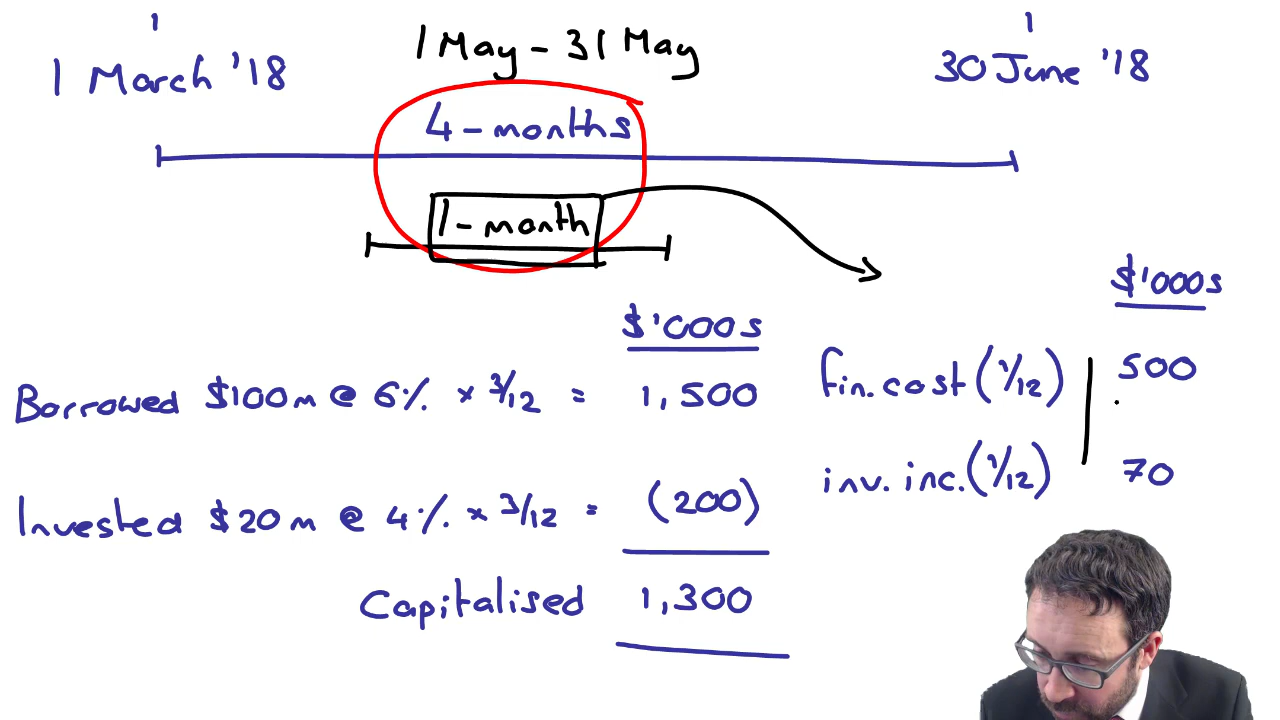 1 May - 31 May
1 March '18
30 June '18
4-months
1-month
$'000s
$'000s
Borrowed $100m @ 6% x 3/12 = 1,500
fin. cost (1/12) 500
Invested $20m @ 4% x 3/12 = (200)
inv. inc. (1/12) 70
Capitalised 1,300